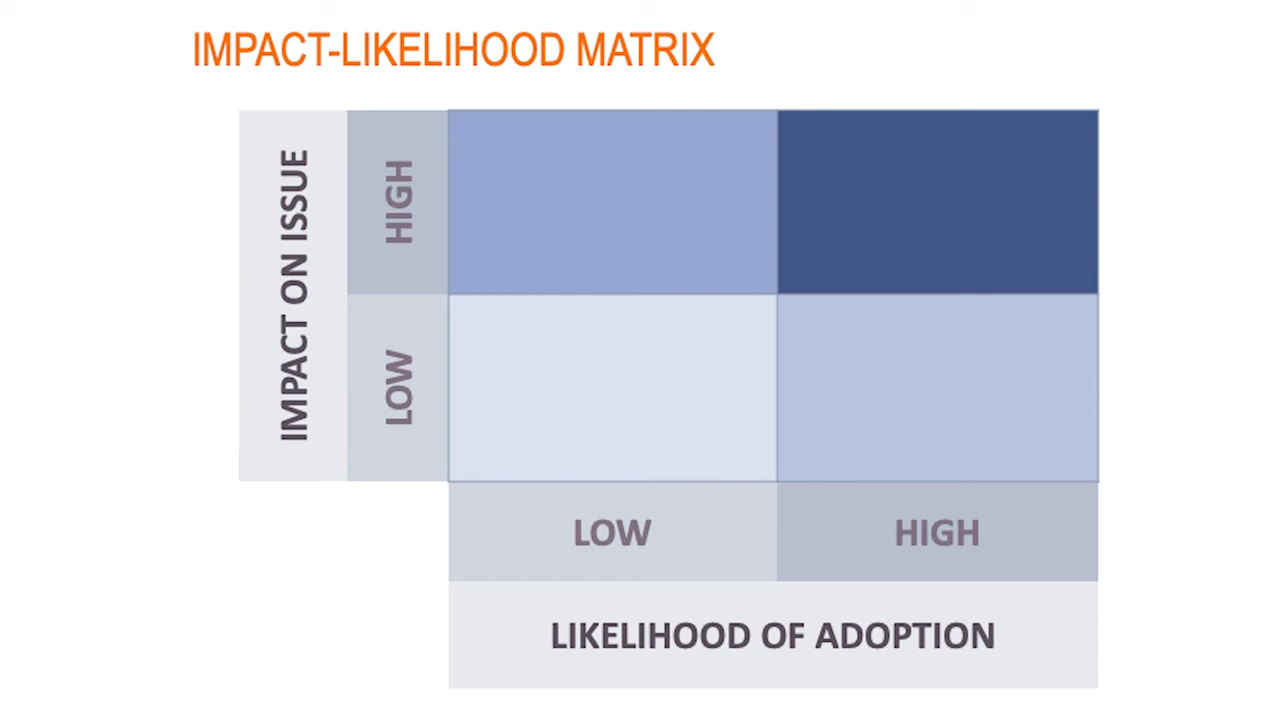 IMPACT-LIKELIHOOD MATRIX
IMPACT ON ISSUE
HIGH
LOW
LOW
HIGH
LIKELIHOOD OF ADOPTION